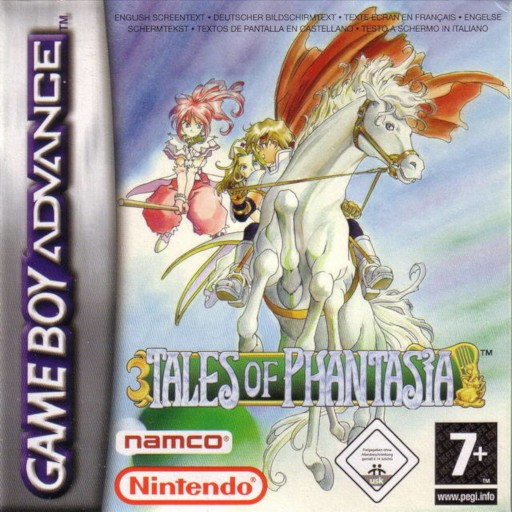 ENGLISH SCREENTEXT • DEUTSCHER BILDSCHIRMTEXT • TEXTE ECRAN EN FRANÇAIS • ENGELSE
SCHERMTEKST • TEXTOS DE PANTALLA EN CASTELLANO • TESTO A SCHERMO IN ITALIANO
GAME BOY ADVANCE
TALES OF PHANTASIA™
namco®
Nintendo®
usk
7+
™
www.pegi.info